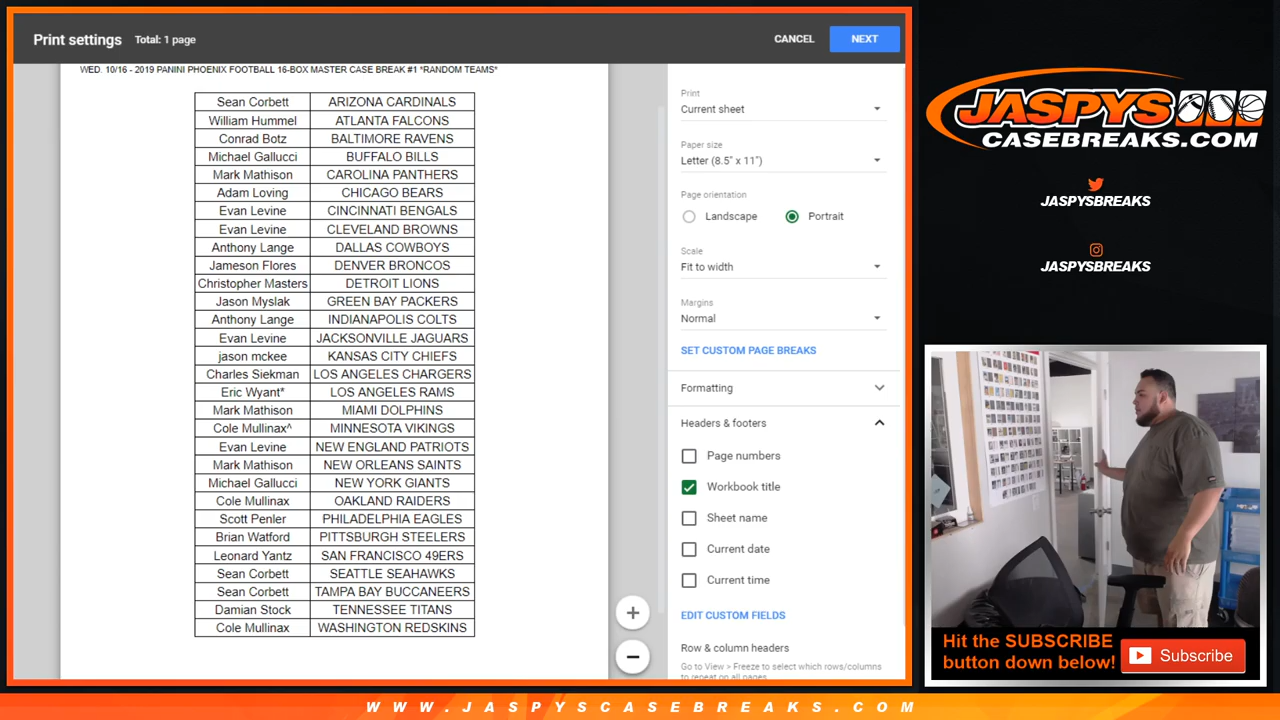 Print settings Total: 1 page
CANCEL NEXT
WED. 10/16 - 2019 PANINI PHOENIX FOOTBALL 16-BOX MASTER CASE BREAK #1 *RANDOM TEAMS*
Sean Corbett ARIZONA CARDINALS
William Hummel ATLANTA FALCONS
Conrad Botz BALTIMORE RAVENS
Michael Gallucci BUFFALO BILLS
Mark Mathison CAROLINA PANTHERS
Adam Loving CHICAGO BEARS
Evan Levine CINCINNATI BENGALS
Evan Levine CLEVELAND BROWNS
Anthony Lange DALLAS COWBOYS
Jameson Flores DENVER BRONCOS
Christopher Masters DETROIT LIONS
Jason Myslak GREEN BAY PACKERS
Anthony Lange INDIANAPOLIS COLTS
Evan Levine JACKSONVILLE JAGUARS
jason mckee KANSAS CITY CHIEFS
Charles Siekman LOS ANGELES CHARGERS
Eric Wyant* LOS ANGELES RAMS
Mark Mathison MIAMI DOLPHINS
Cole Mullinax^ MINNESOTA VIKINGS
Evan Levine NEW ENGLAND PATRIOTS
Mark Mathison NEW ORLEANS SAINTS
Michael Gallucci NEW YORK GIANTS
Cole Mullinax OAKLAND RAIDERS
Scott Penler PHILADELPHIA EAGLES
Brian Watford PITTSBURGH STEELERS
Leonard Yantz SAN FRANCISCO 49ERS
Sean Corbett SEATTLE SEAHAWKS
Sean Corbett TAMPA BAY BUCCANEERS
Damian Stock TENNESSEE TITANS
Cole Mullinax WASHINGTON REDSKINS
Print
Current sheet
Paper size
Letter (8.5" x 11")
Page orientation
Landscape Portrait
Scale
Fit to width
Margins
Normal
SET CUSTOM PAGE BREAKS
Formatting
Headers & footers
Page numbers
Workbook title
Sheet name
Current date
Current time
EDIT CUSTOM FIELDS
Row & column headers
Go to View > Freeze to select which rows/columns
to repeat on all pages
JASPYS
CASEBREAKS.COM
JASPYSBREAKS
JASPYSBREAKS
Hit the SUBSCRIBE
button down below!
Subscribe
WWW.JASPYSCASEBREAKS.COM